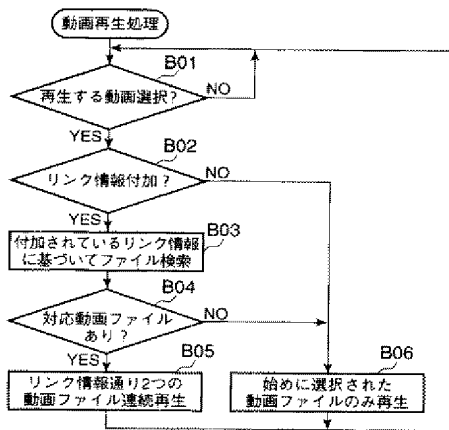 動画再生処理
B01
再生する動画選択?
NO
YES
B02
リンク情報付加?
NO
YES
B03
付加されているリンク情報
に基づいてファイル検索
B04
対応動画ファイル
あり?
NO
YES
B05
リンク情報通り2つの
動画ファイル連続再生
B06
始めに選択された
動画ファイルのみ再生